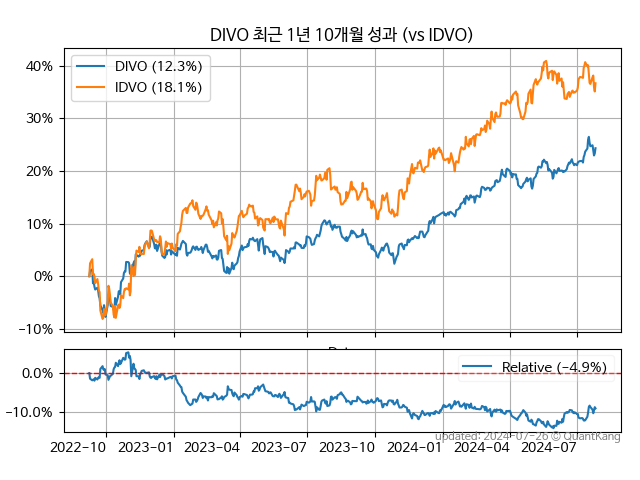 DIVO 최근 1년 10개월 성과 (vs IDVO)
DIVO (12.3%)
IDVO (18.1%)
40%
30%
20%
10%
0%
−10%
Relative (−4.9%)
0.0%
−10.0%
2022−10 2023−01 2023−04 2023−07 2023−10 2024−01 2024−04 2024−07
updated: 2024−07−26 © QuantKang